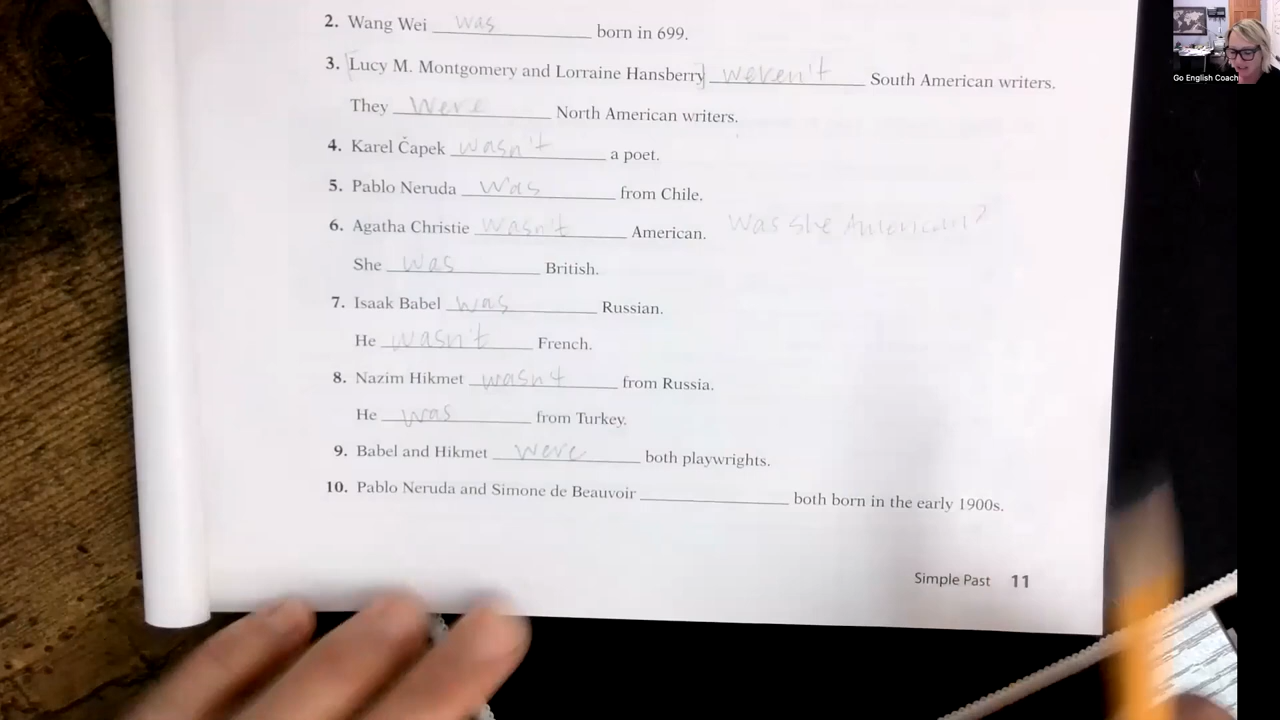 Go English Coach
2. Wang Wei was born in 699.
3. Lucy M. Montgomery and Lorraine Hansberry weren't South American writers.
They were North American writers.
4. Karel Čapek wasn't a poet.
5. Pablo Neruda was from Chile.
6. Agatha Christie wasn't American. Was she American?
She was British.
7. Isaak Babel was Russian.
He wasn't French.
8. Nazim Hikmet wasn't from Russia.
He was from Turkey.
9. Babel and Hikmet were both playwrights.
10. Pablo Neruda and Simone de Beauvoir ____________ both born in the early 1900s.
Simple Past 11